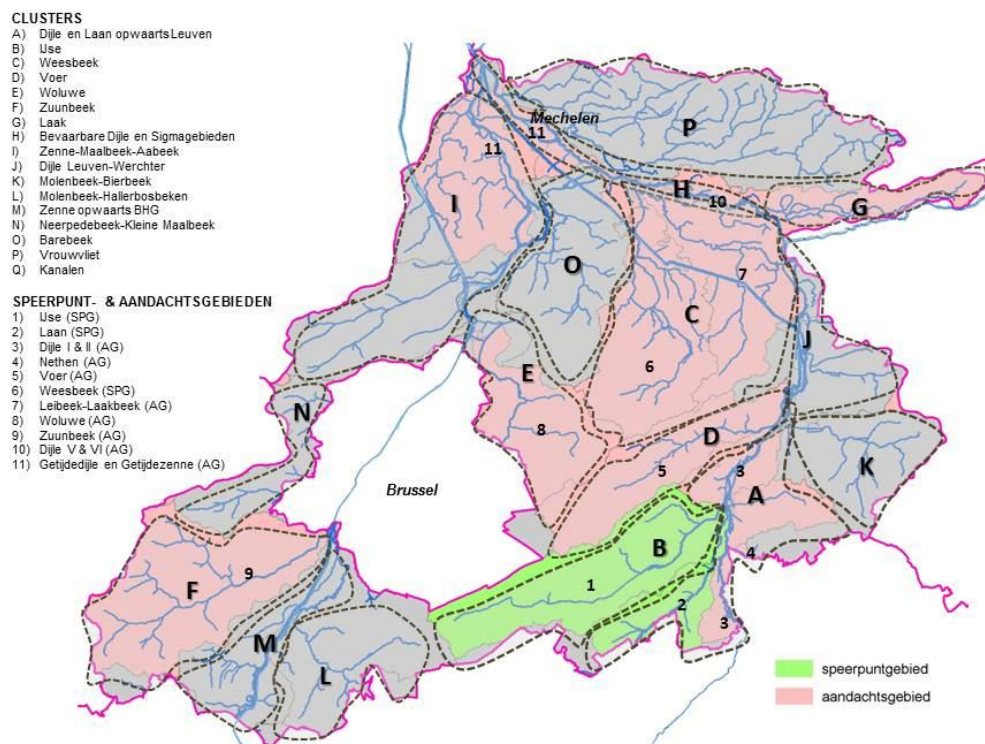 CLUSTERS
A) Dijle en Laan opwaarts Leuven
B) IJse
C) Weesbeek
D) Voer
E) Woluwe
F) Zuunbeek
G) Laak
H) Bevaarbare Dijle en Sigmagebieden
I) Zenne-Maalbeek-Aabeek
J) Dijle Leuven-Werchter
K) Molenbeek-Bierbeek
L) Molenbeek-Hallerbosbeken
M) Zenne opwaarts BHG
N) Neerpedebeek-Kleine Maalbeek
O) Barebeek
P) Vrouwvliet
Q) Kanalen
SPEERPUNT- & AANDACHTSGEBIEDEN
1) IJse (SPG)
2) Laan (SPG)
3) Dijle I & II (AG)
4) Nethen (AG)
5) Voer (AG)
6) Weesbeek (SPG)
7) Leibeek-Laakbeek (AG)
8) Woluwe (AG)
9) Zuunbeek (AG)
10) Dijle V & VI (AG)
11) Getijdedijle en Getijdezenne (AG)
Mechelen
11
P
11
H
10
G
I
O
7
C
J
E
6
N
8
D
5
3
K
A
Brussel
B
4
9
F
1
2
3
M
L
speerpuntgebied
aandachtsgebied